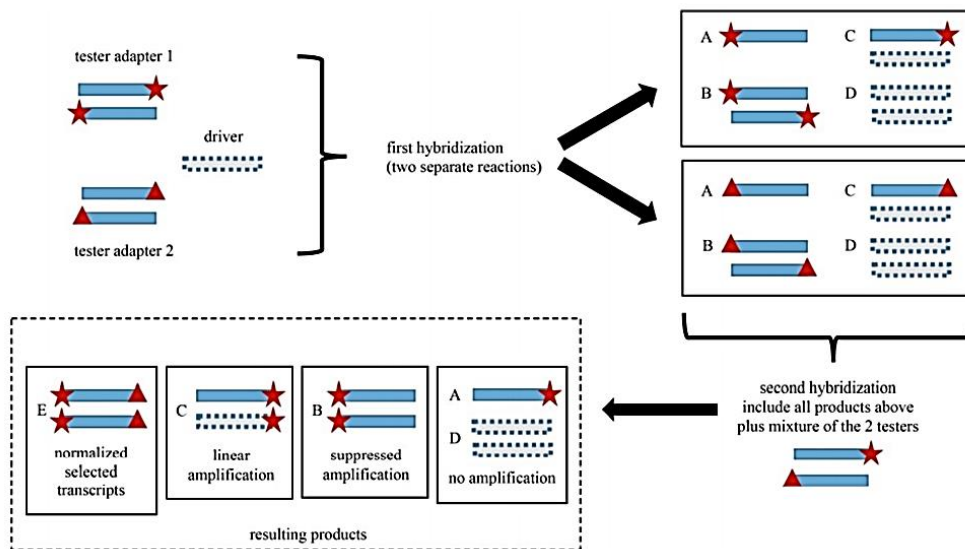 tester adapter 1
driver
tester adapter 2
first hybridization
(two separate reactions)
A
C
B
D
A
C
B
D
second hybridization
include all products above
plus mixture of the 2 testers
E
normalized
selected
transcripts
C
linear
amplification
B
suppressed
amplification
A
D
no amplification
resulting products